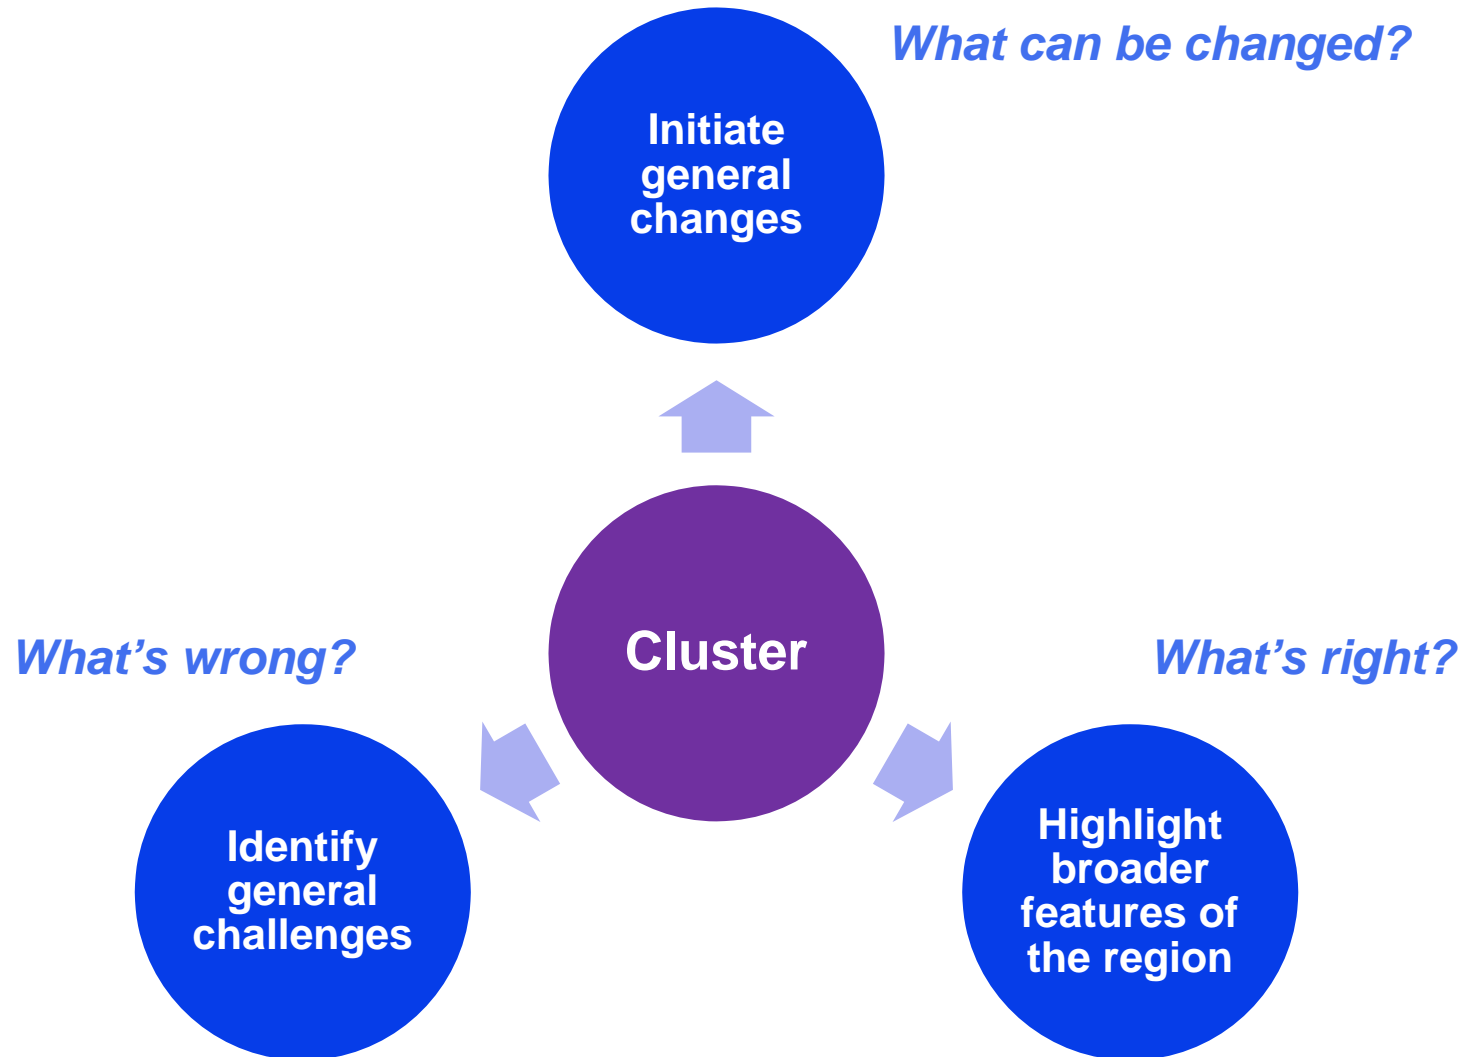 What can be changed?
Initiate
general
changes
Cluster
What’s wrong?
What’s right?
Identify
general
challenges
Highlight
broader
features of
the region